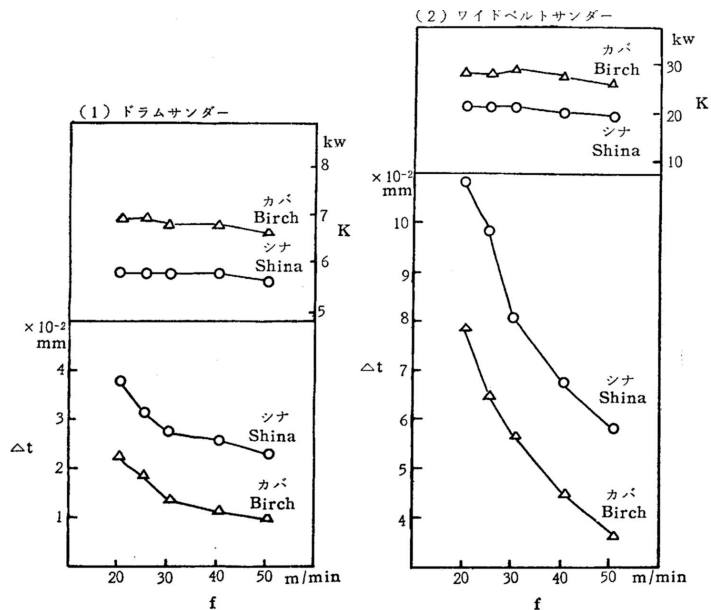 (1) ドラムサンダー
kw
8
7
K
6
5
カバ
Birch
シナ
Shina
×10-2
mm
4
3
△t
2
1
シナ
Shina
カバ
Birch
20 30 40 50 m/min
f
(2) ワイドベルトサンダー
kw
30
K
20
10
カバ
Birch
シナ
Shina
×10-2
mm
10
9
8
7
△t
6
5
4
シナ
Shina
カバ
Birch
20 30 40 50 m/min
f